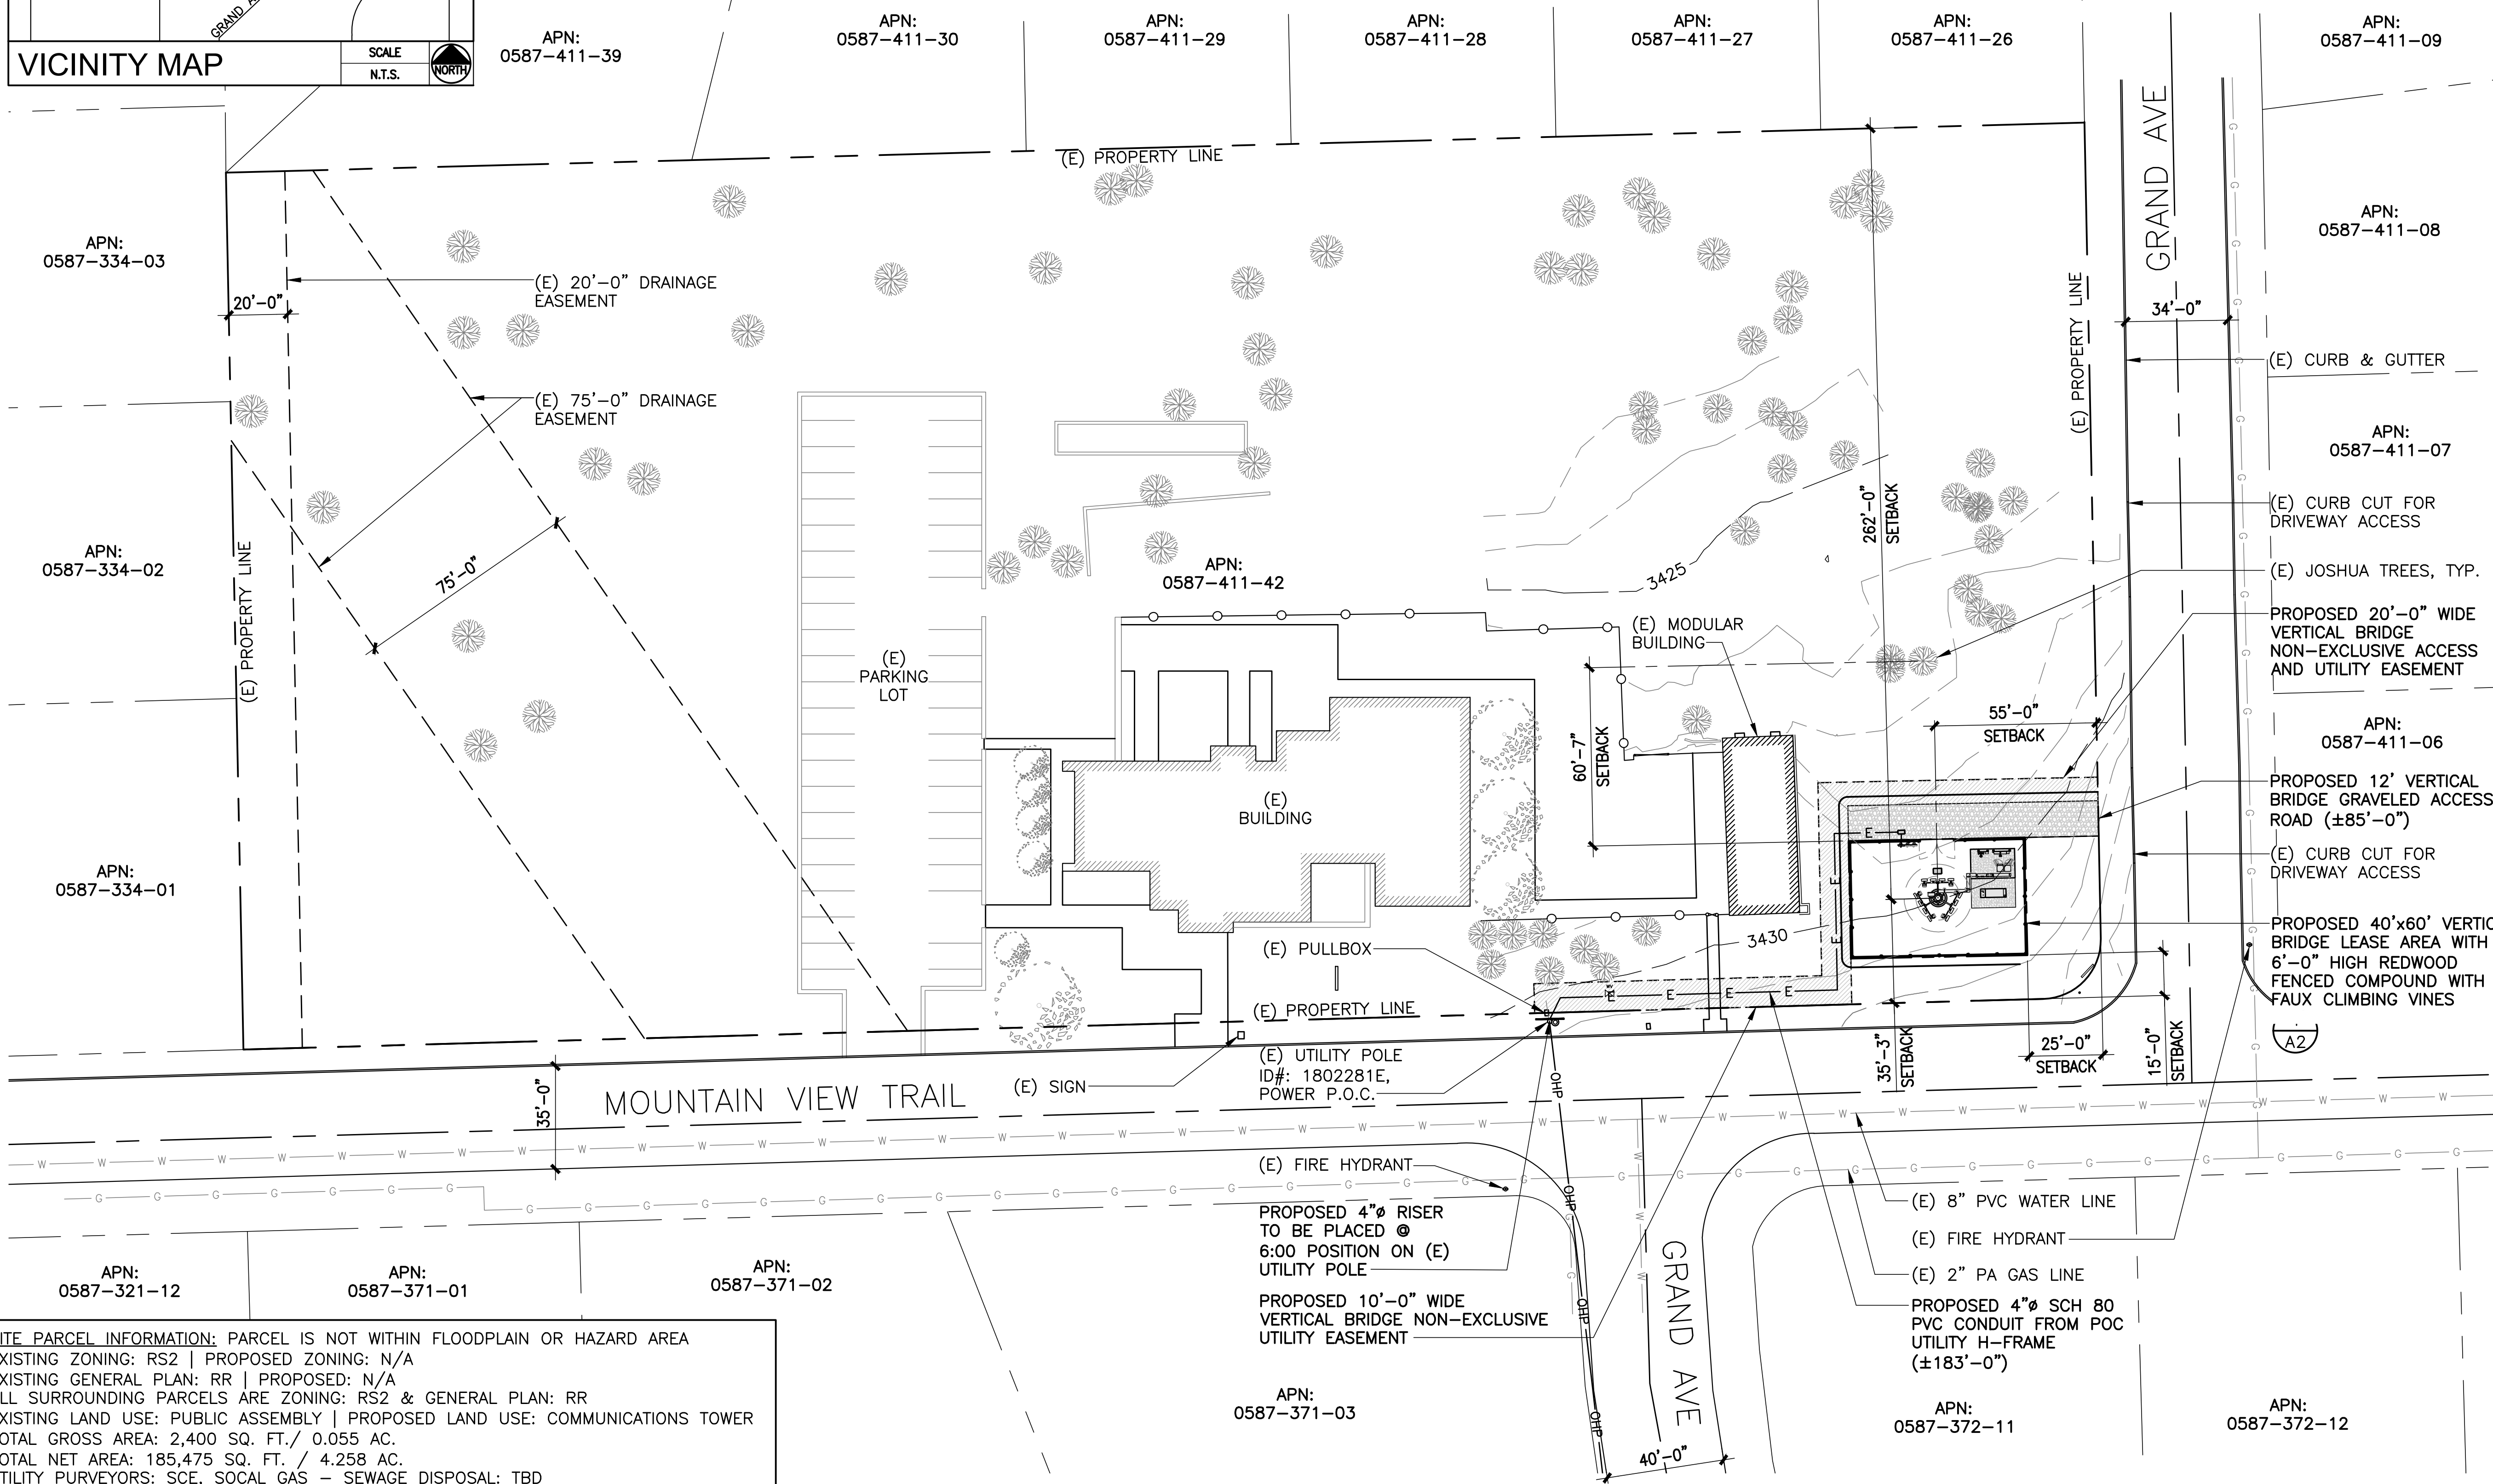 GRAND A
VICINITY MAP
SCALE
N.T.S.
NORTH
APN:
0587-411-39
APN:
0587-411-30
APN:
0587-411-29
APN:
0587-411-28
APN:
0587-411-27
APN:
0587-411-26
APN:
0587-411-09
GRAND AVE
(E) PROPERTY LINE
APN:
0587-334-03
APN:
0587-411-08
20'-0"
(E) 20'-0" DRAINAGE
EASEMENT
(E) PROPERTY LINE
34'-0"
(E) CURB & GUTTER
(E) 75'-0" DRAINAGE
EASEMENT
APN:
0587-411-07
262'-0"
SETBACK
(E) CURB CUT FOR
DRIVEWAY ACCESS
APN:
0587-334-02
(E) PROPERTY LINE
75'-0"
APN:
0587-411-42
3425
(E) JOSHUA TREES, TYP.
PROPOSED 20'-0" WIDE
VERTICAL BRIDGE
NON-EXCLUSIVE ACCESS
AND UTILITY EASEMENT
(E) MODULAR
BUILDING
(E)
PARKING
LOT
55'-0"
SETBACK
APN:
0587-411-06
60'-7"
SETBACK
(E)
BUILDING
PROPOSED 12' VERTICAL
BRIDGE GRAVELED ACCESS
ROAD (±85'-0")
E
E
E
(E) CURB CUT FOR
DRIVEWAY ACCESS
APN:
0587-334-01
PROPOSED 40'x60' VERTIC
BRIDGE LEASE AREA WITH
6'-0" HIGH REDWOOD
FENCED COMPOUND WITH
FAUX CLIMBING VINES
3430
(E) PULLBOX
E E E E
(E) PROPERTY LINE
A2
35'-3"
SETBACK
25'-0"
SETBACK
15'-0"
SETBACK
(E) UTILITY POLE
ID#: 1802281E,
POWER P.O.C.
(E) SIGN
35'-0"
MOUNTAIN VIEW TRAIL
OHP
W W W W W W W W W W W W W W W W W W W W W W W W W W W W W W W W W W W W W W W W W
G G G G G G G G G G G G G G G G G G G G G G G G G G G G G G G G G G G G G G G G G
(E) FIRE HYDRANT
OHP
PROPOSED 4"ø RISER
TO BE PLACED @
6:00 POSITION ON (E)
UTILITY POLE
PROPOSED 10'-0" WIDE
VERTICAL BRIDGE NON-EXCLUSIVE
UTILITY EASEMENT
OHP
OHP
GRAND AVE
40'-0"
(E) 8" PVC WATER LINE
(E) FIRE HYDRANT
(E) 2" PA GAS LINE
PROPOSED 4"ø SCH 80
PVC CONDUIT FROM POC
UTILITY H-FRAME
(±183'-0")
APN:
0587-321-12
APN:
0587-371-01
APN:
0587-371-02
APN:
0587-371-03
APN:
0587-372-11
APN:
0587-372-12
ITE PARCEL INFORMATION: PARCEL IS NOT WITHIN FLOODPLAIN OR HAZARD AREA
XISTING ZONING: RS2 | PROPOSED ZONING: N/A
XISTING GENERAL PLAN: RR | PROPOSED: N/A
LL SURROUNDING PARCELS ARE ZONING: RS2 & GENERAL PLAN: RR
XISTING LAND USE: PUBLIC ASSEMBLY | PROPOSED LAND USE: COMMUNICATIONS TOWER
OTAL GROSS AREA: 2,400 SQ. FT./ 0.055 AC.
OTAL NET AREA: 185,475 SQ. FT. / 4.258 AC.
TILITY PURVEYORS: SCE, SOCAL GAS - SEWAGE DISPOSAL: TBD